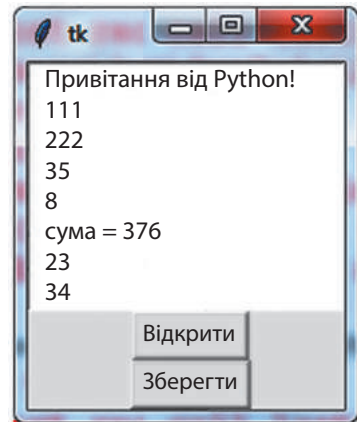 tk
Привітання від Python!
111
222
35
8
сума = 376
23
34
Відкрити
Зберегти